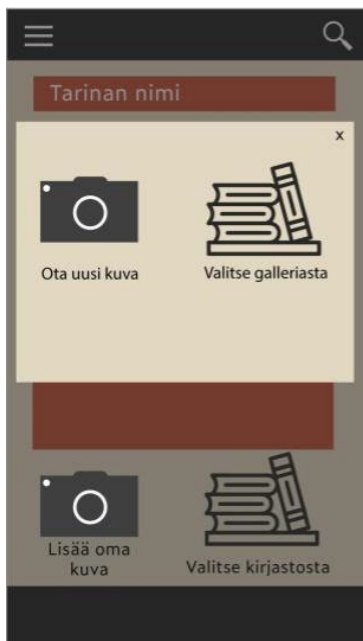 Tarinan nimi
x
Ota uusi kuva
Valitse galleriasta
Lisää oma
kuva
Valitse kirjastosta